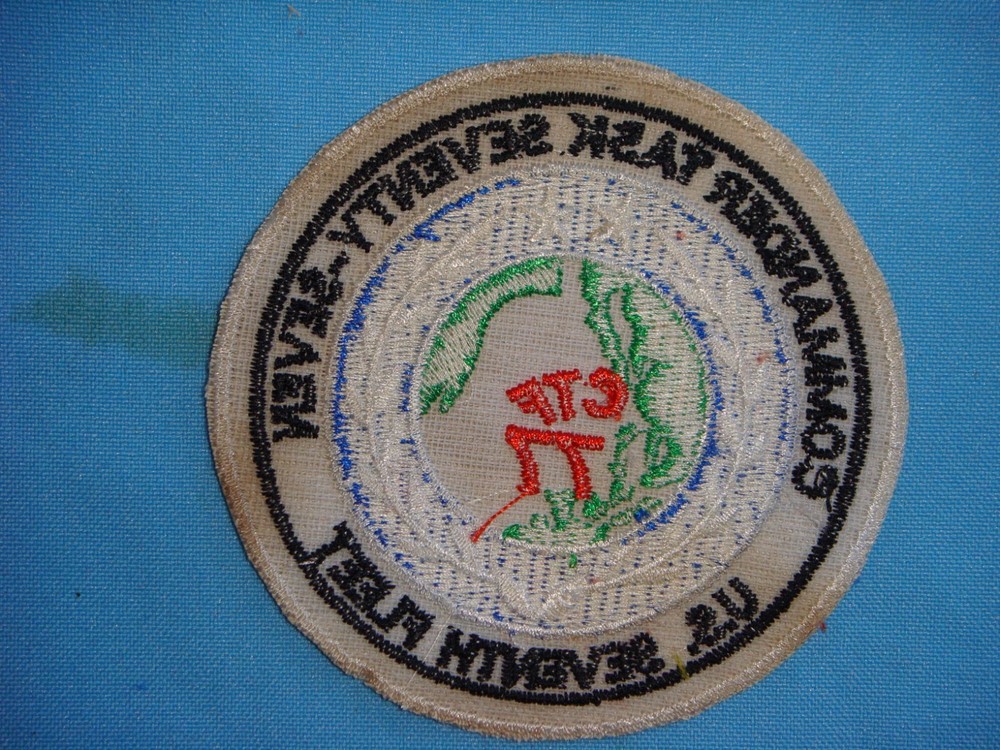 COMMANDER TASK SEVENTY-SEVEN
CTF
77
U.S. SEVENTH FLEET